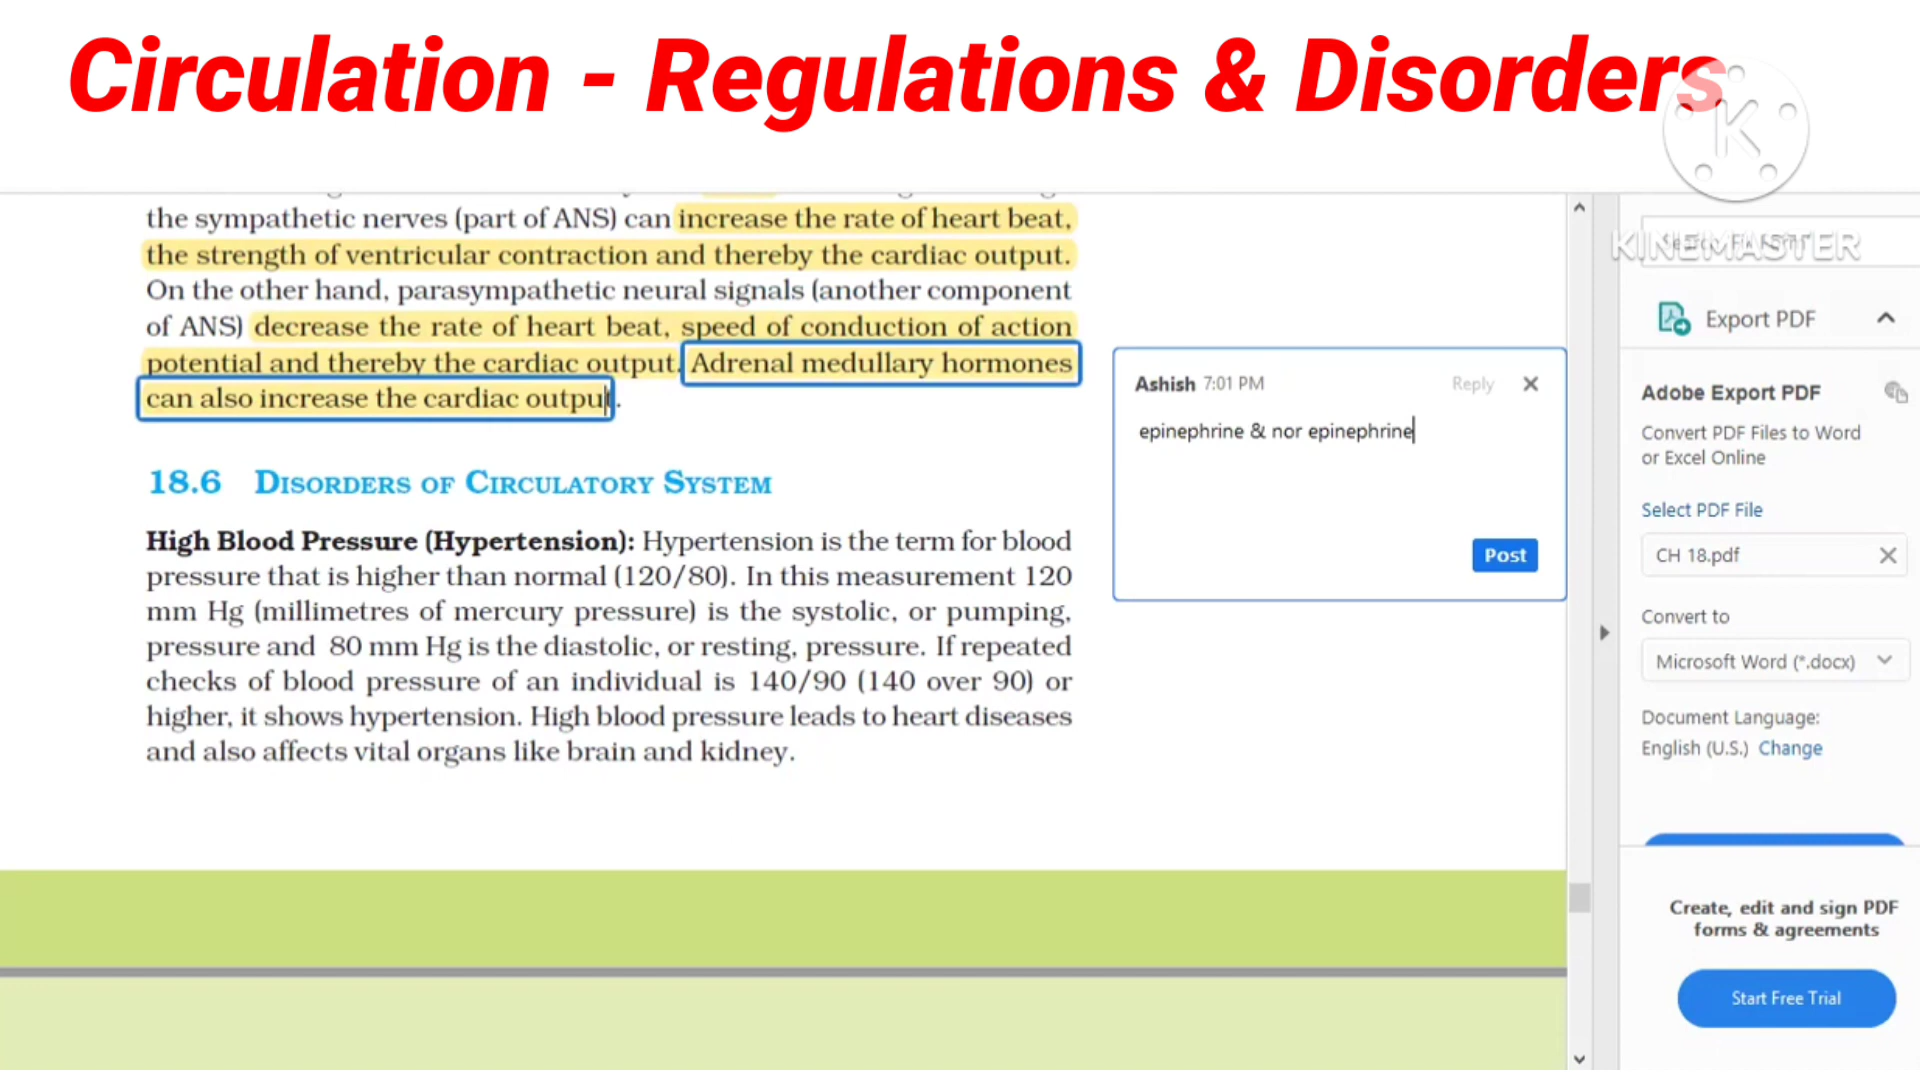 Circulation - Regulations & Disorders
K
KINEMASTER
the sympathetic nerves (part of ANS) can increase the rate of heart beat,
the strength of ventricular contraction and thereby the cardiac output.
On the other hand, parasympathetic neural signals (another component
of ANS) decrease the rate of heart beat, speed of conduction of action
potential and thereby the cardiac output. Adrenal medullary hormones
can also increase the cardiac output.
18.6 DISORDERS OF CIRCULATORY SYSTEM
High Blood Pressure (Hypertension): Hypertension is the term for blood
pressure that is higher than normal (120/80). In this measurement 120
mm Hg (millimetres of mercury pressure) is the systolic, or pumping,
pressure and 80 mm Hg is the diastolic, or resting, pressure. If repeated
checks of blood pressure of an individual is 140/90 (140 over 90) or
higher, it shows hypertension. High blood pressure leads to heart diseases
and also affects vital organs like brain and kidney.
Ashish 7:01 PM Reply
epinephrine & nor epinephrine
Post
Export PDF
Adobe Export PDF
Convert PDF Files to Word
or Excel Online
Select PDF File
CH 18.pdf
Convert to
Microsoft Word (*.docx)
Document Language:
English (U.S.) Change
Create, edit and sign PDF
forms & agreements
Start Free Trial